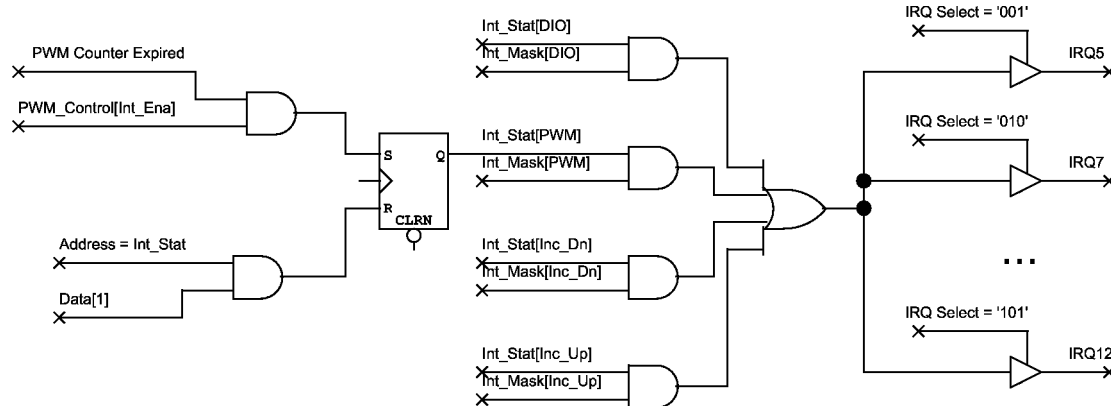 PWM Counter Expired
PWM_Control[Int_Ena]
Address = Int_Stat
Data[1]
S
Q
R
CLRN
Int_Stat[DIO]
Int_Mask[DIO]
Int_Stat[PWM]
Int_Mask[PWM]
Int_Stat[Inc_Dn]
Int_Mask[Inc_Dn]
Int_Stat[Inc_Up]
Int_Mask[Inc_Up]
IRQ Select = '001'
IRQ5
IRQ Select = '010'
IRQ7
...
IRQ Select = '101'
IRQ12